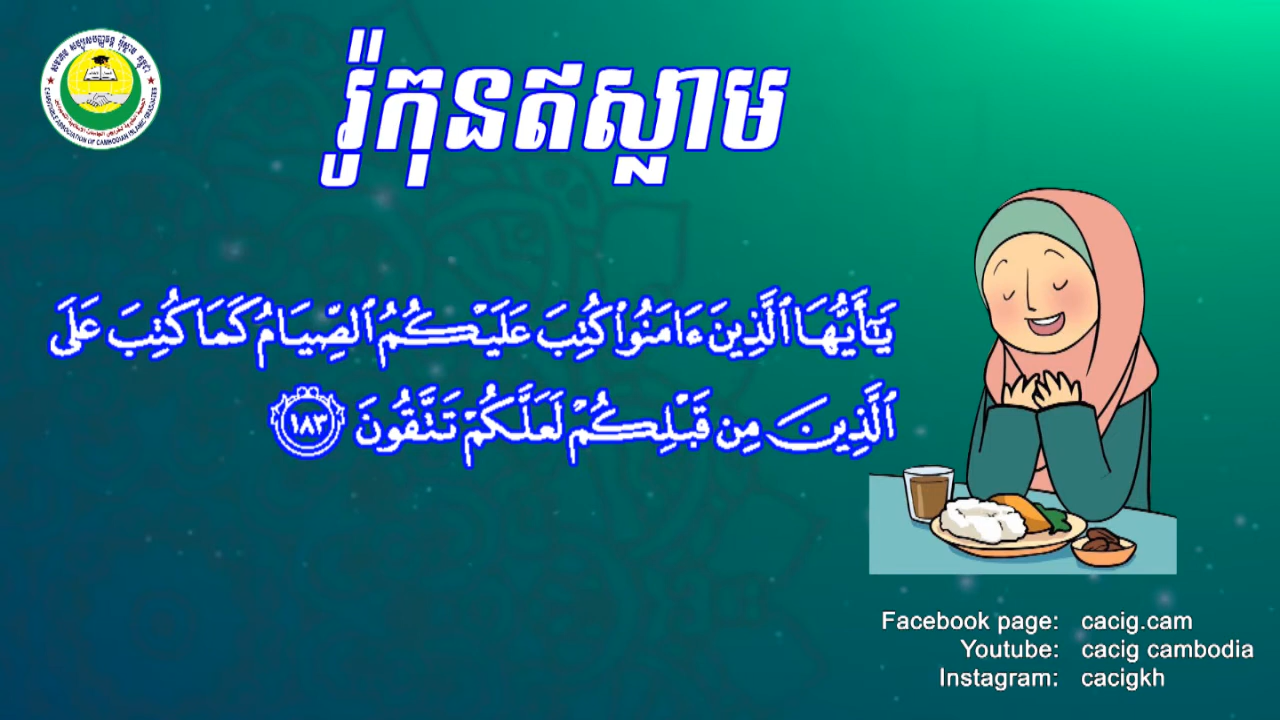 រ៉ូកុនឥស្លាម
يَـٰٓأَيُّهَا ٱلَّذِينَ ءَامَنُوا۟ كُتِبَ عَلَيْكُمُ ٱلصِّيَامُ كَمَا كُتِبَ عَلَى
ٱلَّذِينَ مِن قَبْلِكُمْ لَعَلَّكُمْ تَتَّقُونَ ١٨٣
Facebook page: cacig.cam
Youtube: cacig cambodia
Instagram: cacigkh